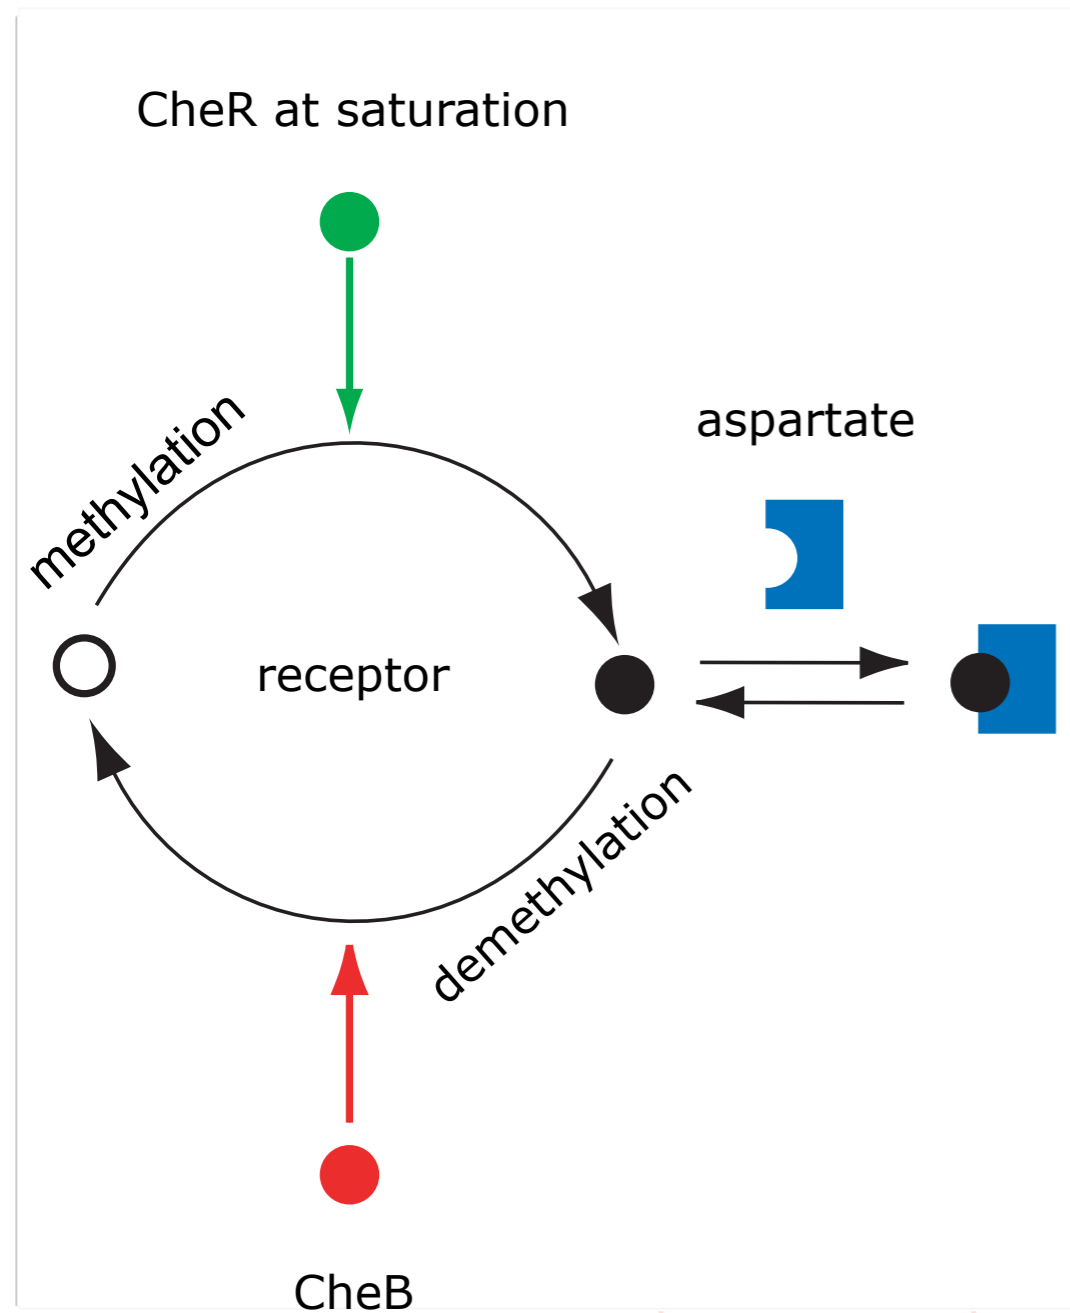 CheR at saturation
methylation
aspartate
receptor
demethylation
CheB